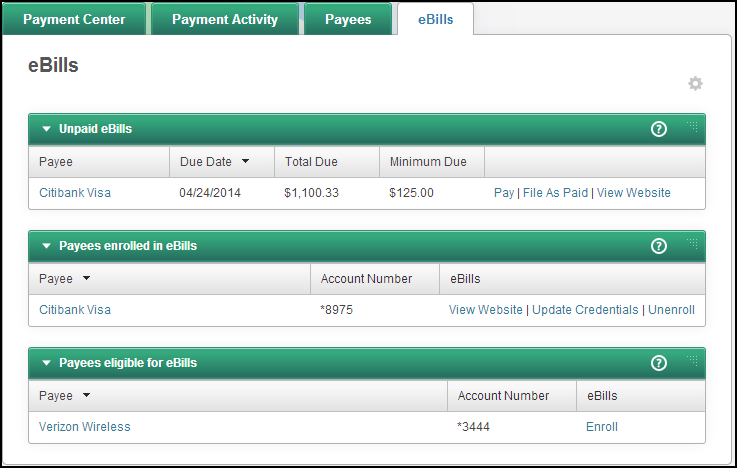 Payment Center Payment Activity Payees eBills
eBills
Unpaid eBills ?
Payee Due Date Total Due Minimum Due
Citibank Visa 04/24/2014 $1,100.33 $125.00 Pay | File As Paid | View Website
Payees enrolled in eBills ?
Payee Account Number eBills
Citibank Visa *8975 View Website | Update Credentials | Unenroll
Payees eligible for eBills ?
Payee Account Number eBills
Verizon Wireless *3444 Enroll